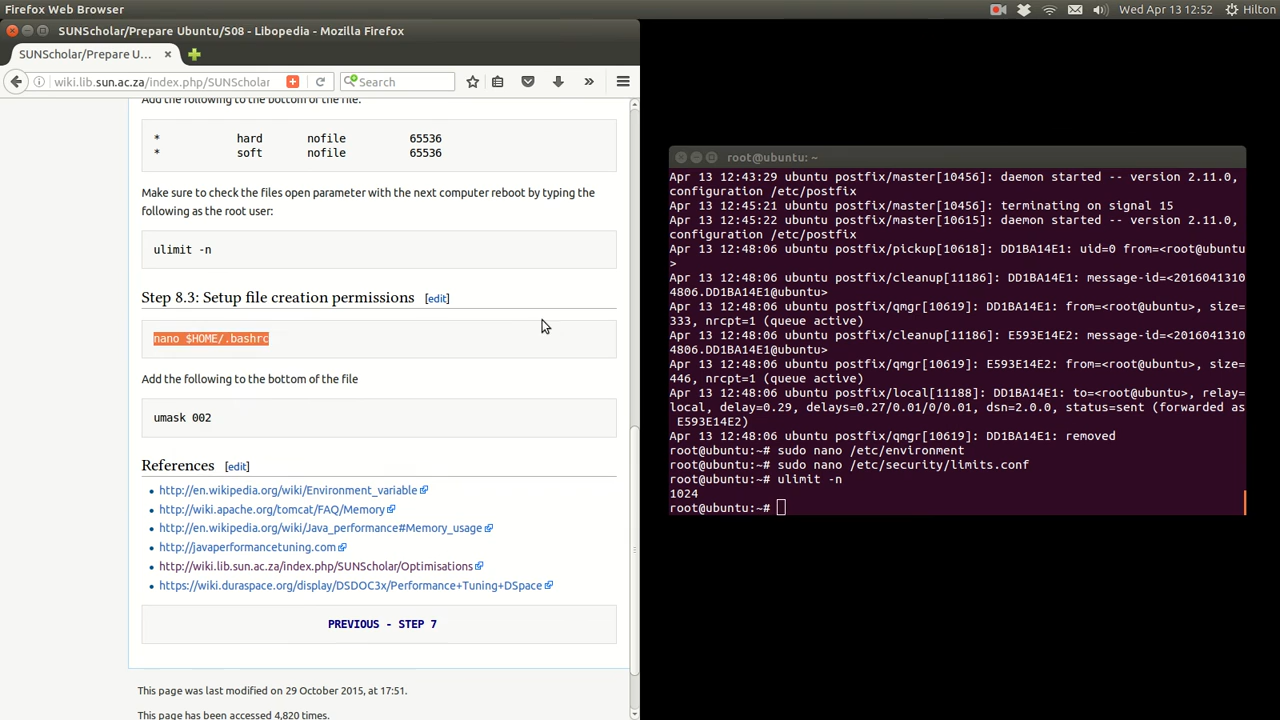 Firefox Web Browser
Wed Apr 13 12:52
Hilton
SUNScholar/Prepare Ubuntu/S08 - Libopedia - Mozilla Firefox
SUNScholar/Prepare U...
wiki.lib.sun.ac.za/index.php/SUNScholar
Search
Add the following to the bottom of the file.
* hard nofile 65536
* soft nofile 65536
Make sure to check the files open parameter with the next computer reboot by typing the
following as the root user:
ulimit -n
Step 8.3: Setup file creation permissions [edit]
nano $HOME/.bashrc
Add the following to the bottom of the file
umask 002
References [edit]
http://en.wikipedia.org/wiki/Environment_variable
http://wiki.apache.org/tomcat/FAQ/Memory
http://en.wikipedia.org/wiki/Java_performance#Memory_usage
http://javaperformancetuning.com
http://wiki.lib.sun.ac.za/index.php/SUNScholar/Optimisations
https://wiki.duraspace.org/display/DSDOC3x/Performance+Tuning+DSpace
PREVIOUS - STEP 7
This page was last modified on 29 October 2015, at 17:51.
This page has been accessed 4,820 times.
root@ubuntu: ~
Apr 13 12:43:29 ubuntu postfix/master[10456]: daemon started -- version 2.11.0,
configuration /etc/postfix
Apr 13 12:45:21 ubuntu postfix/master[10456]: terminating on signal 15
Apr 13 12:45:22 ubuntu postfix/master[10615]: daemon started -- version 2.11.0,
configuration /etc/postfix
Apr 13 12:48:06 ubuntu postfix/pickup[10618]: DD1BA14E1: uid=0 from=<root@ubuntu
>
Apr 13 12:48:06 ubuntu postfix/cleanup[11186]: DD1BA14E1: message-id=<2016041310
4806.DD1BA14E1@ubuntu>
Apr 13 12:48:06 ubuntu postfix/qmgr[10619]: DD1BA14E1: from=<root@ubuntu>, size=
333, nrcpt=1 (queue active)
Apr 13 12:48:06 ubuntu postfix/cleanup[11186]: E593E14E2: message-id=<2016041310
4806.DD1BA14E1@ubuntu>
Apr 13 12:48:06 ubuntu postfix/qmgr[10619]: E593E14E2: from=<root@ubuntu>, size=
446, nrcpt=1 (queue active)
Apr 13 12:48:06 ubuntu postfix/local[11188]: DD1BA14E1: to=<root@ubuntu>, relay=
local, delay=0.29, delays=0.27/0.01/0/0.01, dsn=2.0.0, status=sent (forwarded as
E593E14E2)
Apr 13 12:48:06 ubuntu postfix/qmgr[10619]: DD1BA14E1: removed
root@ubuntu:~# sudo nano /etc/environment
root@ubuntu:~# sudo nano /etc/security/limits.conf
root@ubuntu:~# ulimit -n
1024
root@ubuntu:~#